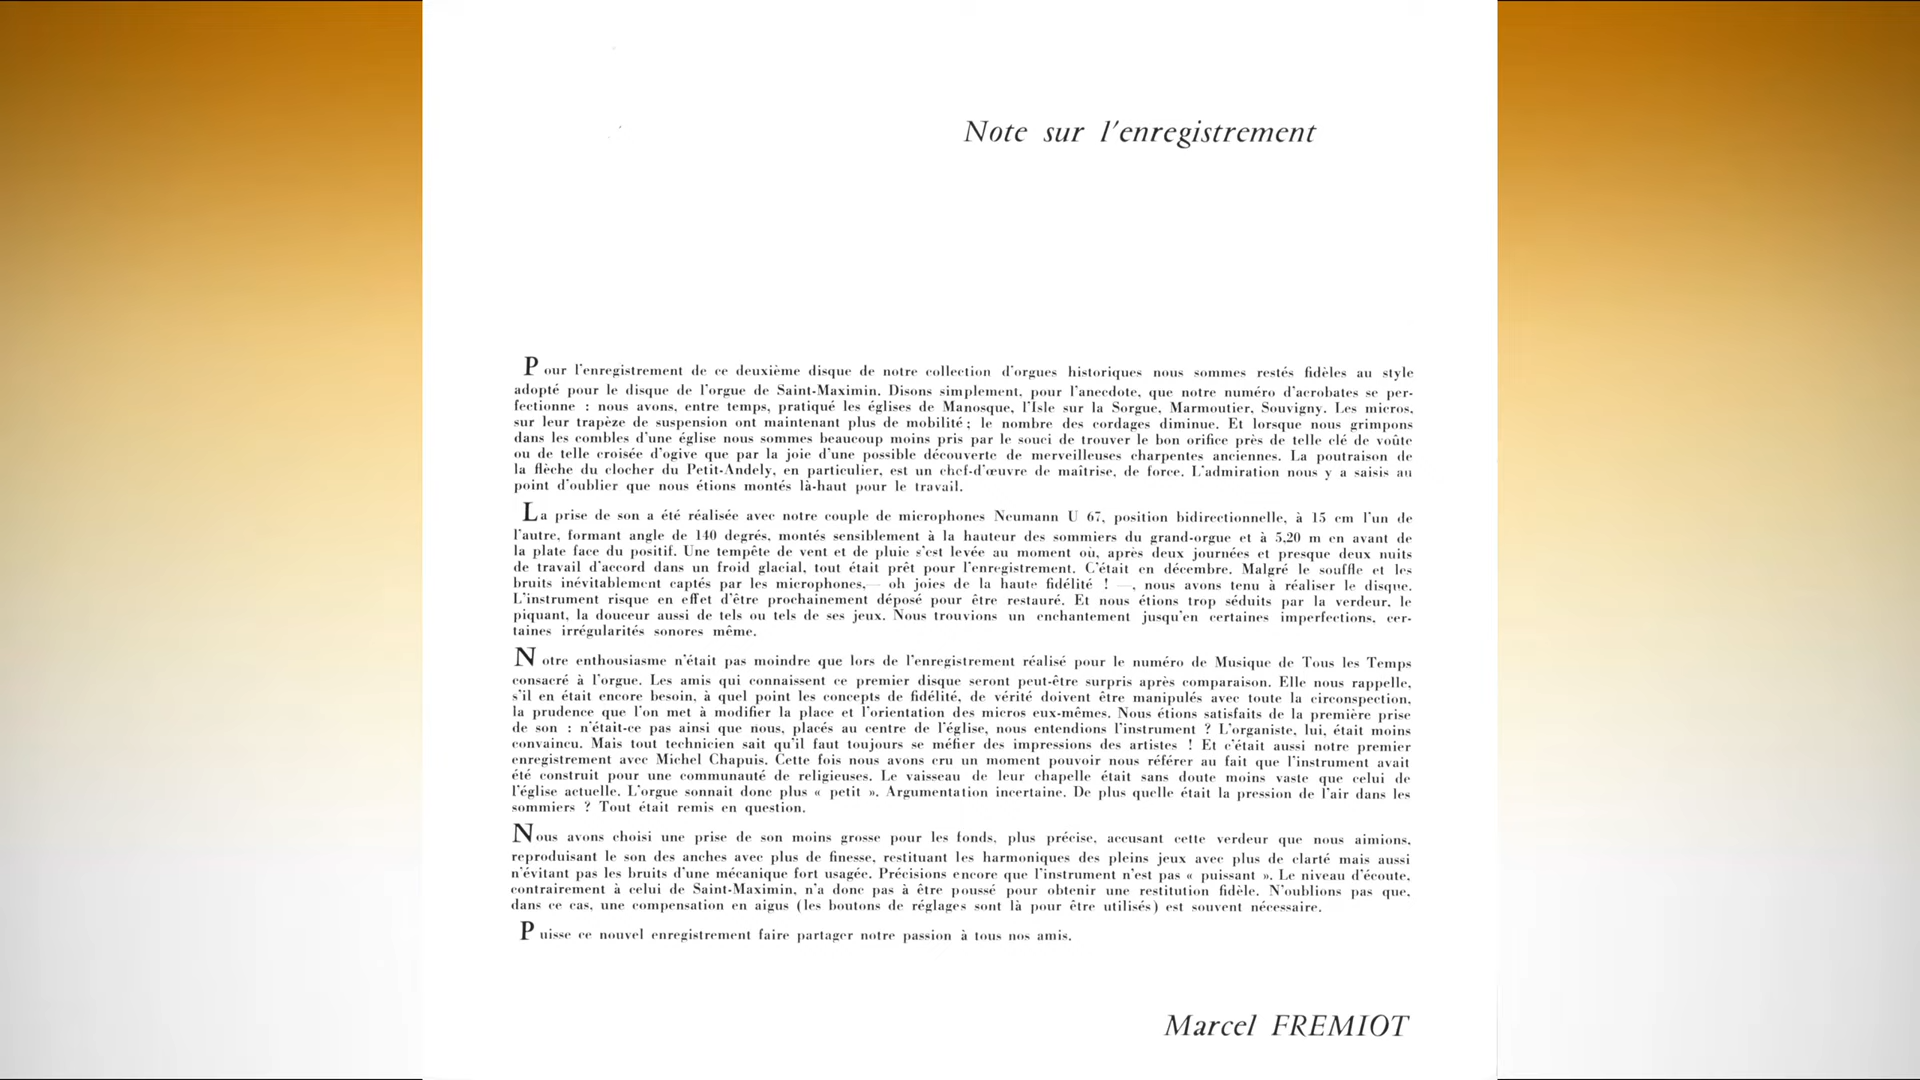 Note sur l'enregistrement
Pour l'enregistrement de ce deuxième disque de notre collection d'orgues historiques nous sommes restés fidèles au style
adopté pour le disque de l'orgue de Saint-Maximin. Disons simplement, pour l'anecdote, que notre numéro d'acrobates se per-
fectionne : nous avons, entre temps, pratiqué les églises de Manosque, l'Isle sur la Sorgue, Marmoutier, Souvigny. Les micros,
sur leur trapèze de suspension ont maintenant plus de mobilité ; le nombre des cordages diminue. Et lorsque nous grimpons
dans les combles d'une église nous sommes beaucoup moins pris par le souci de trouver le bon orifice près de telle clé de voûte
ou de telle croisée d'ogive que par la joie d'une possible découverte de merveilleuses charpentes anciennes. La poutraison de
la flèche du clocher du Petit-Andely, en particulier, est un chef-d'œuvre de maîtrise, de force. L'admiration nous y a saisis au
point d'oublier que nous étions montés là-haut pour le travail.
La prise de son a été réalisée avec notre couple de microphones Neumann U 67, position bidirectionnelle, à 15 cm l'un de
l'autre, formant angle de 140 degrés, montés sensiblement à la hauteur des sommiers du grand-orgue et à 5,20 m en avant de
la plate face du positif. Une tempête de vent et de pluie s'est levée au moment où, après deux journées et presque deux nuits
de travail d'accord dans un froid glacial, tout était prêt pour l'enregistrement. C'était en décembre. Malgré le souffle et les
bruits inévitablement captés par les microphones,— oh joies de la haute fidélité ! —, nous avons tenu à réaliser le disque.
L'instrument risque en effet d'être prochainement déposé pour être restauré. Et nous étions trop séduits par la verdeur, le
piquant, la douceur aussi de tels ou tels de ses jeux. Nous trouvions un enchantement jusqu'en certaines imperfections, cer-
taines irrégularités sonores même.
Notre enthousiasme n'était pas moindre que lors de l'enregistrement réalisé pour le numéro de Musique de Tous les Temps
consacré à l'orgue. Les amis qui connaissent ce premier disque seront peut-être surpris après comparaison. Elle nous rappelle,
s'il en était encore besoin, à quel point les concepts de fidélité, de vérité doivent être manipulés avec toute la circonspection,
la prudence que l'on met à modifier la place et l'orientation des micros eux-mêmes. Nous étions satisfaits de la première prise
de son : n'était-ce pas ainsi que nous, placés au centre de l'église, nous entendions l'instrument ? L'organiste, lui, était moins
convaincu. Mais tout technicien sait qu'il faut toujours se méfier des impressions des artistes ! Et c'était aussi notre premier
enregistrement avec Michel Chapuis. Cette fois nous avons cru un moment pouvoir nous référer au fait que l'instrument avait
été construit pour une communauté de religieuses. Le vaisseau de leur chapelle était sans doute moins vaste que celui de
l'église actuelle. L'orgue sonnait donc plus « petit ». Argumentation incertaine. De plus quelle était la pression de l'air dans les
sommiers ? Tout était remis en question.
Nous avons choisi une prise de son moins grosse pour les fonds, plus précise, accusant cette verdeur que nous aimions,
reproduisant le son des anches avec plus de finesse, restituant les harmoniques des pleins jeux avec plus de clarté mais aussi
n'évitant pas les bruits d'une mécanique fort usagée. Précisions encore que l'instrument n'est pas « puissant ». Le niveau d'écoute,
contrairement à celui de Saint-Maximin, n'a donc pas à être poussé pour obtenir une restitution fidèle. N'oublions pas que,
dans ce cas, une compensation en aigus (les boutons de réglages sont là pour être utilisés) est souvent nécessaire.
Puisse ce nouvel enregistrement faire partager notre passion à tous nos amis.
Marcel FREMIOT